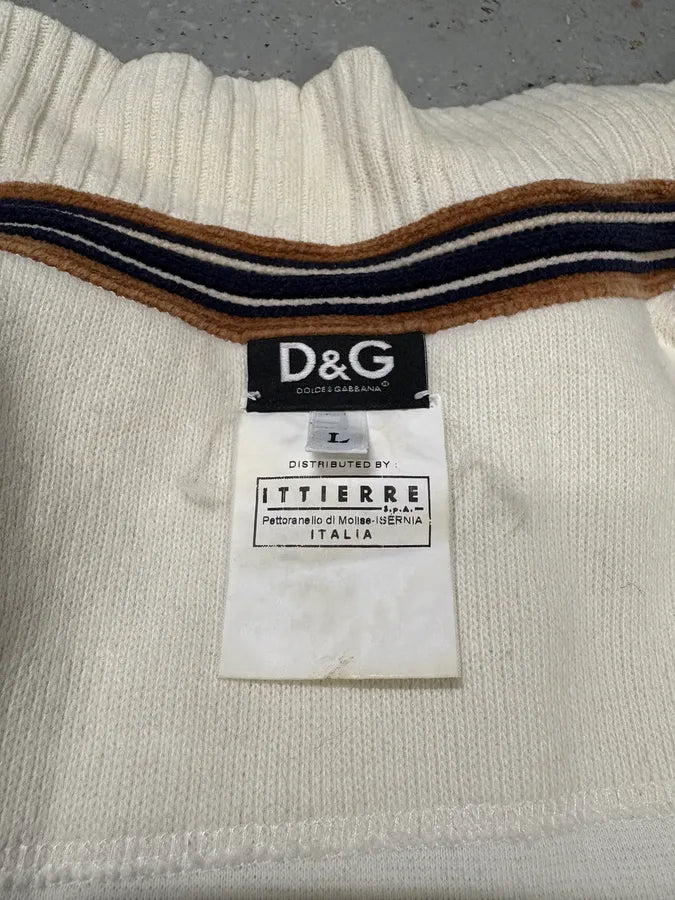 D&G
DOLCE & GABBANA®
L
DISTRIBUTED BY :
ITTIERRE
S.p.A.
Pettoranello di Molise-ISERNIA
ITALIA